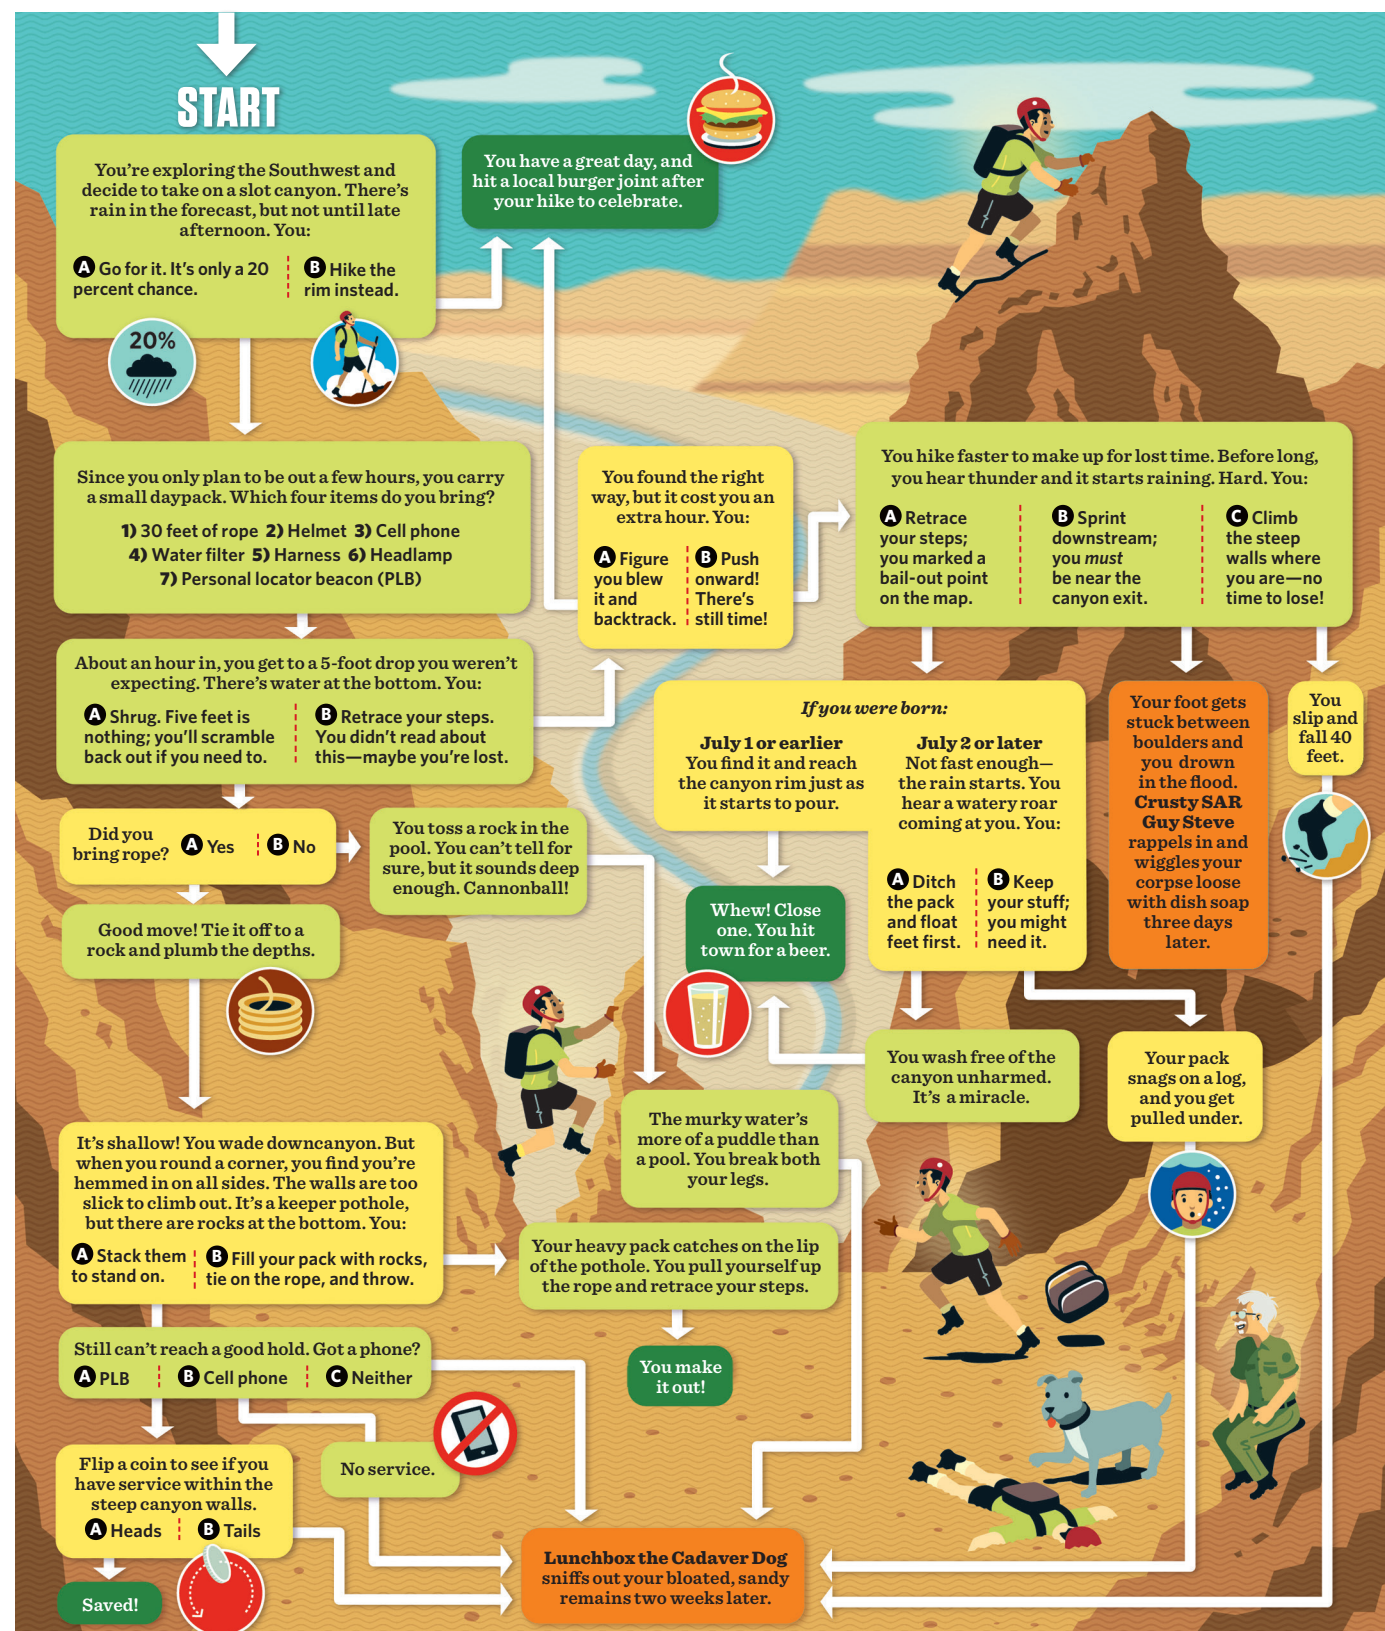 START
You're exploring the Southwest and
decide to take on a slot canyon. There's
rain in the forecast, but not until late
afternoon. You:
A Go for it. It's only a 20
percent chance.
B Hike the
rim instead.
20%
You have a great day, and
hit a local burger joint after
your hike to celebrate.
Since you only plan to be out a few hours, you carry
a small daypack. Which four items do you bring?
1) 30 feet of rope 2) Helmet 3) Cell phone
4) Water filter 5) Harness 6) Headlamp
7) Personal locator beacon (PLB)
You found the right
way, but it cost you an
extra hour. You:
A Figure
you blew
it and
backtrack.
B Push
onward!
There's
still time!
You hike faster to make up for lost time. Before long,
you hear thunder and it starts raining. Hard. You:
A Retrace
your steps;
you marked a
bail-out point
on the map.
B Sprint
downstream;
you must
be near the
canyon exit.
C Climb
the steep
walls where
you are—no
time to lose!
About an hour in, you get to a 5-foot drop you weren't
expecting. There's water at the bottom. You:
A Shrug. Five feet is
nothing; you'll scramble
back out if you need to.
B Retrace your steps.
You didn't read about
this—maybe you're lost.
If you were born:
July 1 or earlier
You find it and reach
the canyon rim just as
it starts to pour.
July 2 or later
Not fast enough—
the rain starts. You
hear a watery roar
coming at you. You:
A Ditch
the pack
and float
feet first.
B Keep
your stuff;
you might
need it.
Your foot gets
stuck between
boulders and
you drown
in the flood.
Crusty SAR
Guy Steve
rappels in and
wiggles your
corpse loose
with dish soap
three days
later.
You
slip and
fall 40
feet.
Did you
bring rope?
A Yes
B No
You toss a rock in the
pool. You can't tell for
sure, but it sounds deep
enough. Cannonball!
Good move! Tie it off to a
rock and plumb the depths.
Whew! Close
one. You hit
town for a beer.
You wash free of the
canyon unharmed.
It's a miracle.
Your pack
snags on a log,
and you get
pulled under.
The murky water's
more of a puddle than
a pool. You break both
your legs.
It's shallow! You wade downcanyon. But
when you round a corner, you find you're
hemmed in on all sides. The walls are too
slick to climb out. It's a keeper pothole,
but there are rocks at the bottom. You:
A Stack them
to stand on.
B Fill your pack with rocks,
tie on the rope, and throw.
Your heavy pack catches on the lip
of the pothole. You pull yourself up
the rope and retrace your steps.
You make
it out!
Still can't reach a good hold. Got a phone?
A PLB
B Cell phone
C Neither
No service.
Flip a coin to see if you
have service within the
steep canyon walls.
A Heads
B Tails
Saved!
Lunchbox the Cadaver Dog
sniffs out your bloated, sandy
remains two weeks later.